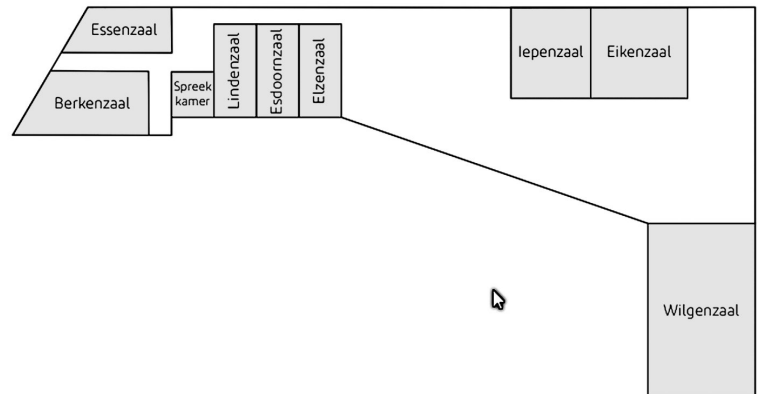 Essenzaal
Berkenzaal
Spreek
kamer
Lindenzaal
Esdoornzaal
Elzenzaal
Iepenzaal
Eikenzaal
Wilgenzaal